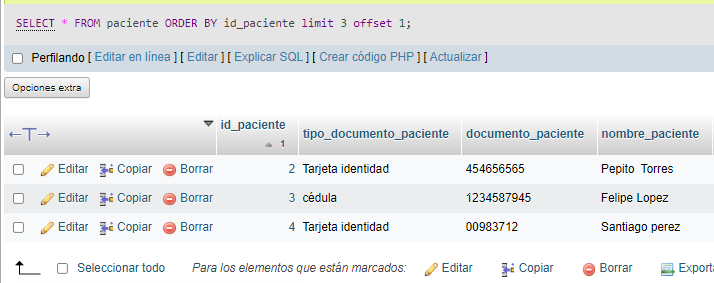 SELECT * FROM paciente ORDER BY id_paciente limit 3 offset 1;
Perfilando [ Editar en línea ] [ Editar ] [ Explicar SQL ] [ Crear código PHP ] [ Actualizar ]
Opciones extra
←T→ id_paciente 1 tipo_documento_paciente documento_paciente nombre_paciente
Editar Copiar Borrar 2 Tarjeta identidad 454656565 Pepito Torres
Editar Copiar Borrar 3 cédula 1234587945 Felipe Lopez
Editar Copiar Borrar 4 Tarjeta identidad 00983712 Santiago perez
Seleccionar todo Para los elementos que están marcados: Editar Copiar Borrar Exporta